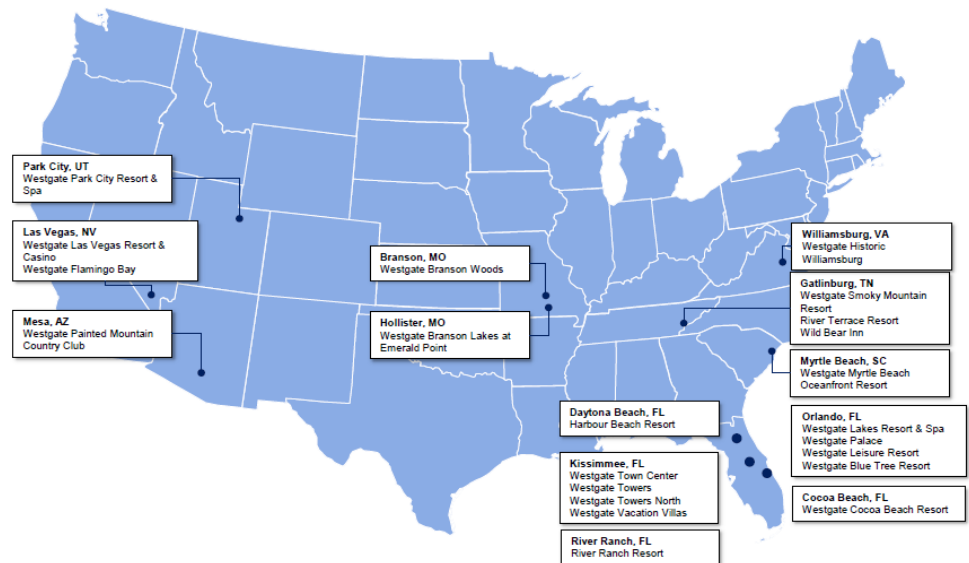 Park City, UT
Westgate Park City Resort &
Spa
Las Vegas, NV
Westgate Las Vegas Resort &
Casino
Westgate Flamingo Bay
Mesa, AZ
Westgate Painted Mountain
Country Club
Branson, MO
Westgate Branson Woods
Hollister, MO
Westgate Branson Lakes at
Emerald Point
Williamsburg, VA
Westgate Historic
Williamsburg
Gatlinburg, TN
Westgate Smoky Mountain
Resort
River Terrace Resort
Wild Bear Inn
Myrtle Beach, SC
Westgate Myrtle Beach
Oceanfront Resort
Daytona Beach, FL
Harbour Beach Resort
Kissimmee, FL
Westgate Town Center
Westgate Towers
Westgate Towers North
Westgate Vacation Villas
River Ranch, FL
River Ranch Resort
Orlando, FL
Westgate Lakes Resort & Spa
Westgate Palace
Westgate Leisure Resort
Westgate Blue Tree Resort
Cocoa Beach, FL
Westgate Cocoa Beach Resort